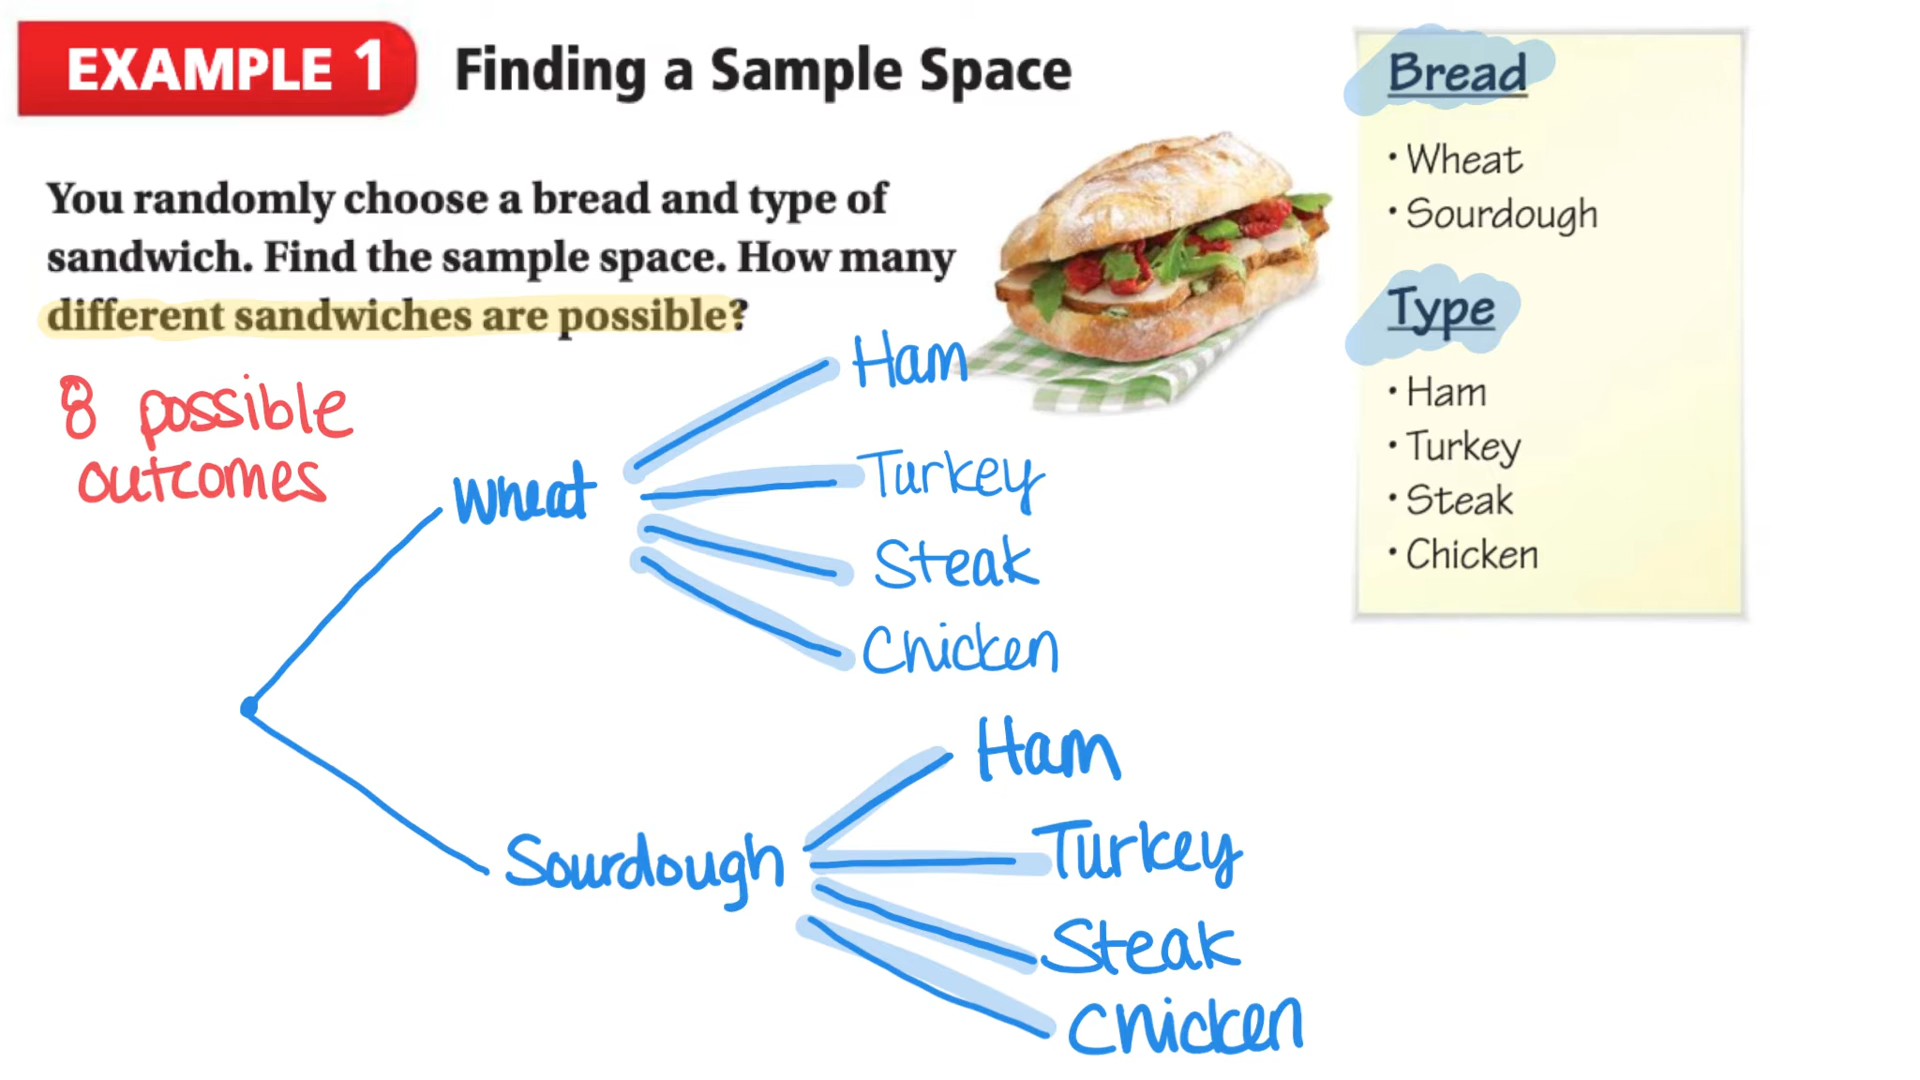 EXAMPLE 1 Finding a Sample Space
You randomly choose a bread and type of
sandwich. Find the sample space. How many
different sandwiches are possible?
8 possible
outcomes
Wheat
Ham
Turkey
Steak
Chicken
Sourdough
Ham
Turkey
Steak
Chicken
Bread
• Wheat
• Sourdough
Type
• Ham
• Turkey
• Steak
• Chicken